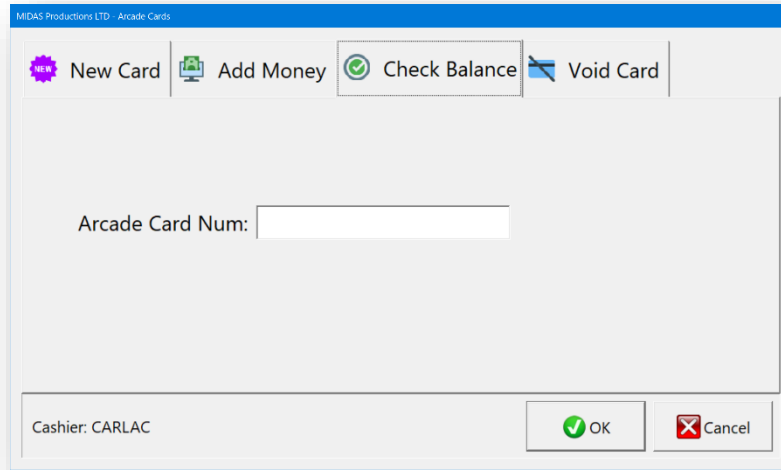 MIDAS Productions LTD - Arcade Cards
NEW New Card Add Money Check Balance Void Card
Arcade Card Num:
Cashier: CARLAC OK Cancel